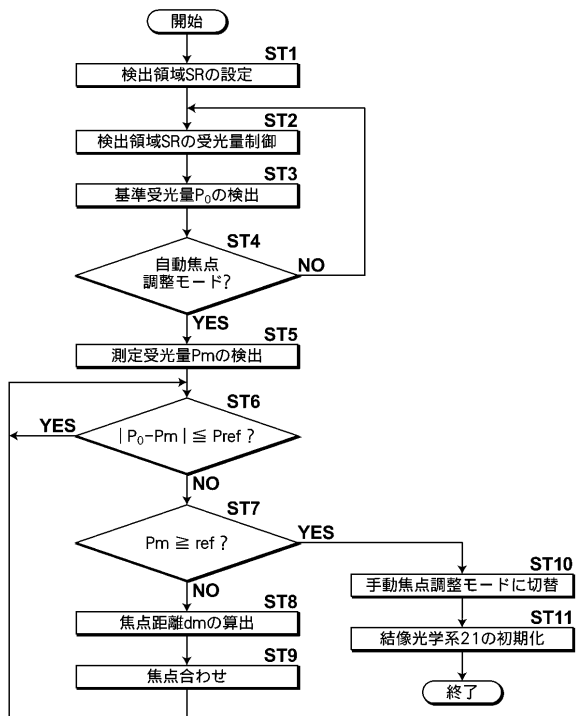 開始
ST1
検出領域SRの設定
ST2
検出領域SRの受光量制御
ST3
基準受光量P₀の検出
ST4
自動焦点
調整モード?
NO
YES
ST5
測定受光量Pmの検出
ST6
YES
|P₀-Pm|≦Pref?
NO
ST7
Pm≧ref?
YES
NO
ST8
焦点距離dmの算出
ST9
焦点合わせ
ST10
手動焦点調整モードに切替
ST11
結像光学系21の初期化
終了